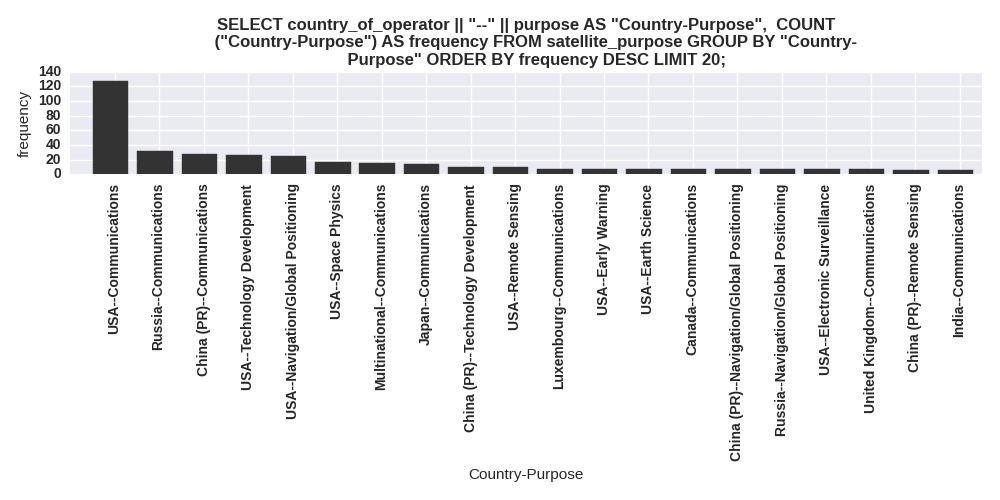 SELECT country_of_operator || "--" || purpose AS "Country-Purpose",  COUNT
("Country-Purpose") AS frequency FROM satellite_purpose GROUP BY "Country-
Purpose" ORDER BY frequency DESC LIMIT 20;
frequency
140
120
100
80
60
40
20
0
USA--Communications
Russia--Communications
China (PR)--Communications
USA--Technology Development
USA--Navigation/Global Positioning
USA--Space Physics
Multinational--Communications
Japan--Communications
China (PR)--Technology Development
USA--Remote Sensing
Luxembourg--Communications
USA--Early Warning
USA--Earth Science
Canada--Communications
China (PR)--Navigation/Global Positioning
Russia--Navigation/Global Positioning
USA--Electronic Surveillance
United Kingdom--Communications
China (PR)--Remote Sensing
India--Communications
Country-Purpose